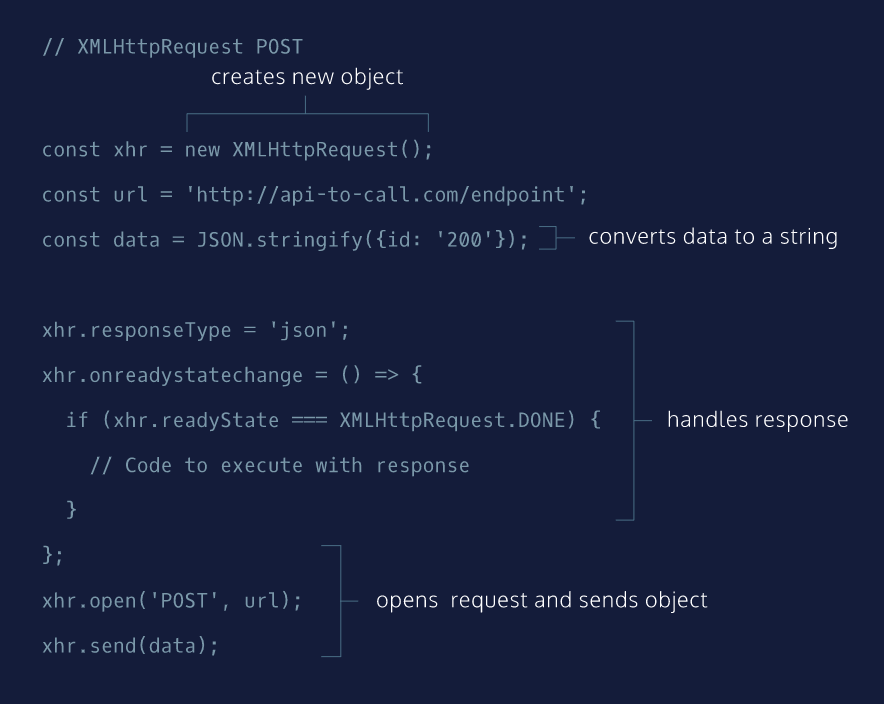 // XMLHttpRequest POST
creates new object
const xhr = new XMLHttpRequest();
const url = 'http://api-to-call.com/endpoint';
const data = JSON.stringify({id: '200'});
converts data to a string
xhr.responseType = 'json';
xhr.onreadystatechange = () => {
  if (xhr.readyState === XMLHttpRequest.DONE) {
handles response
    // Code to execute with response
  }
};
xhr.open('POST', url);
opens  request and sends object
xhr.send(data);